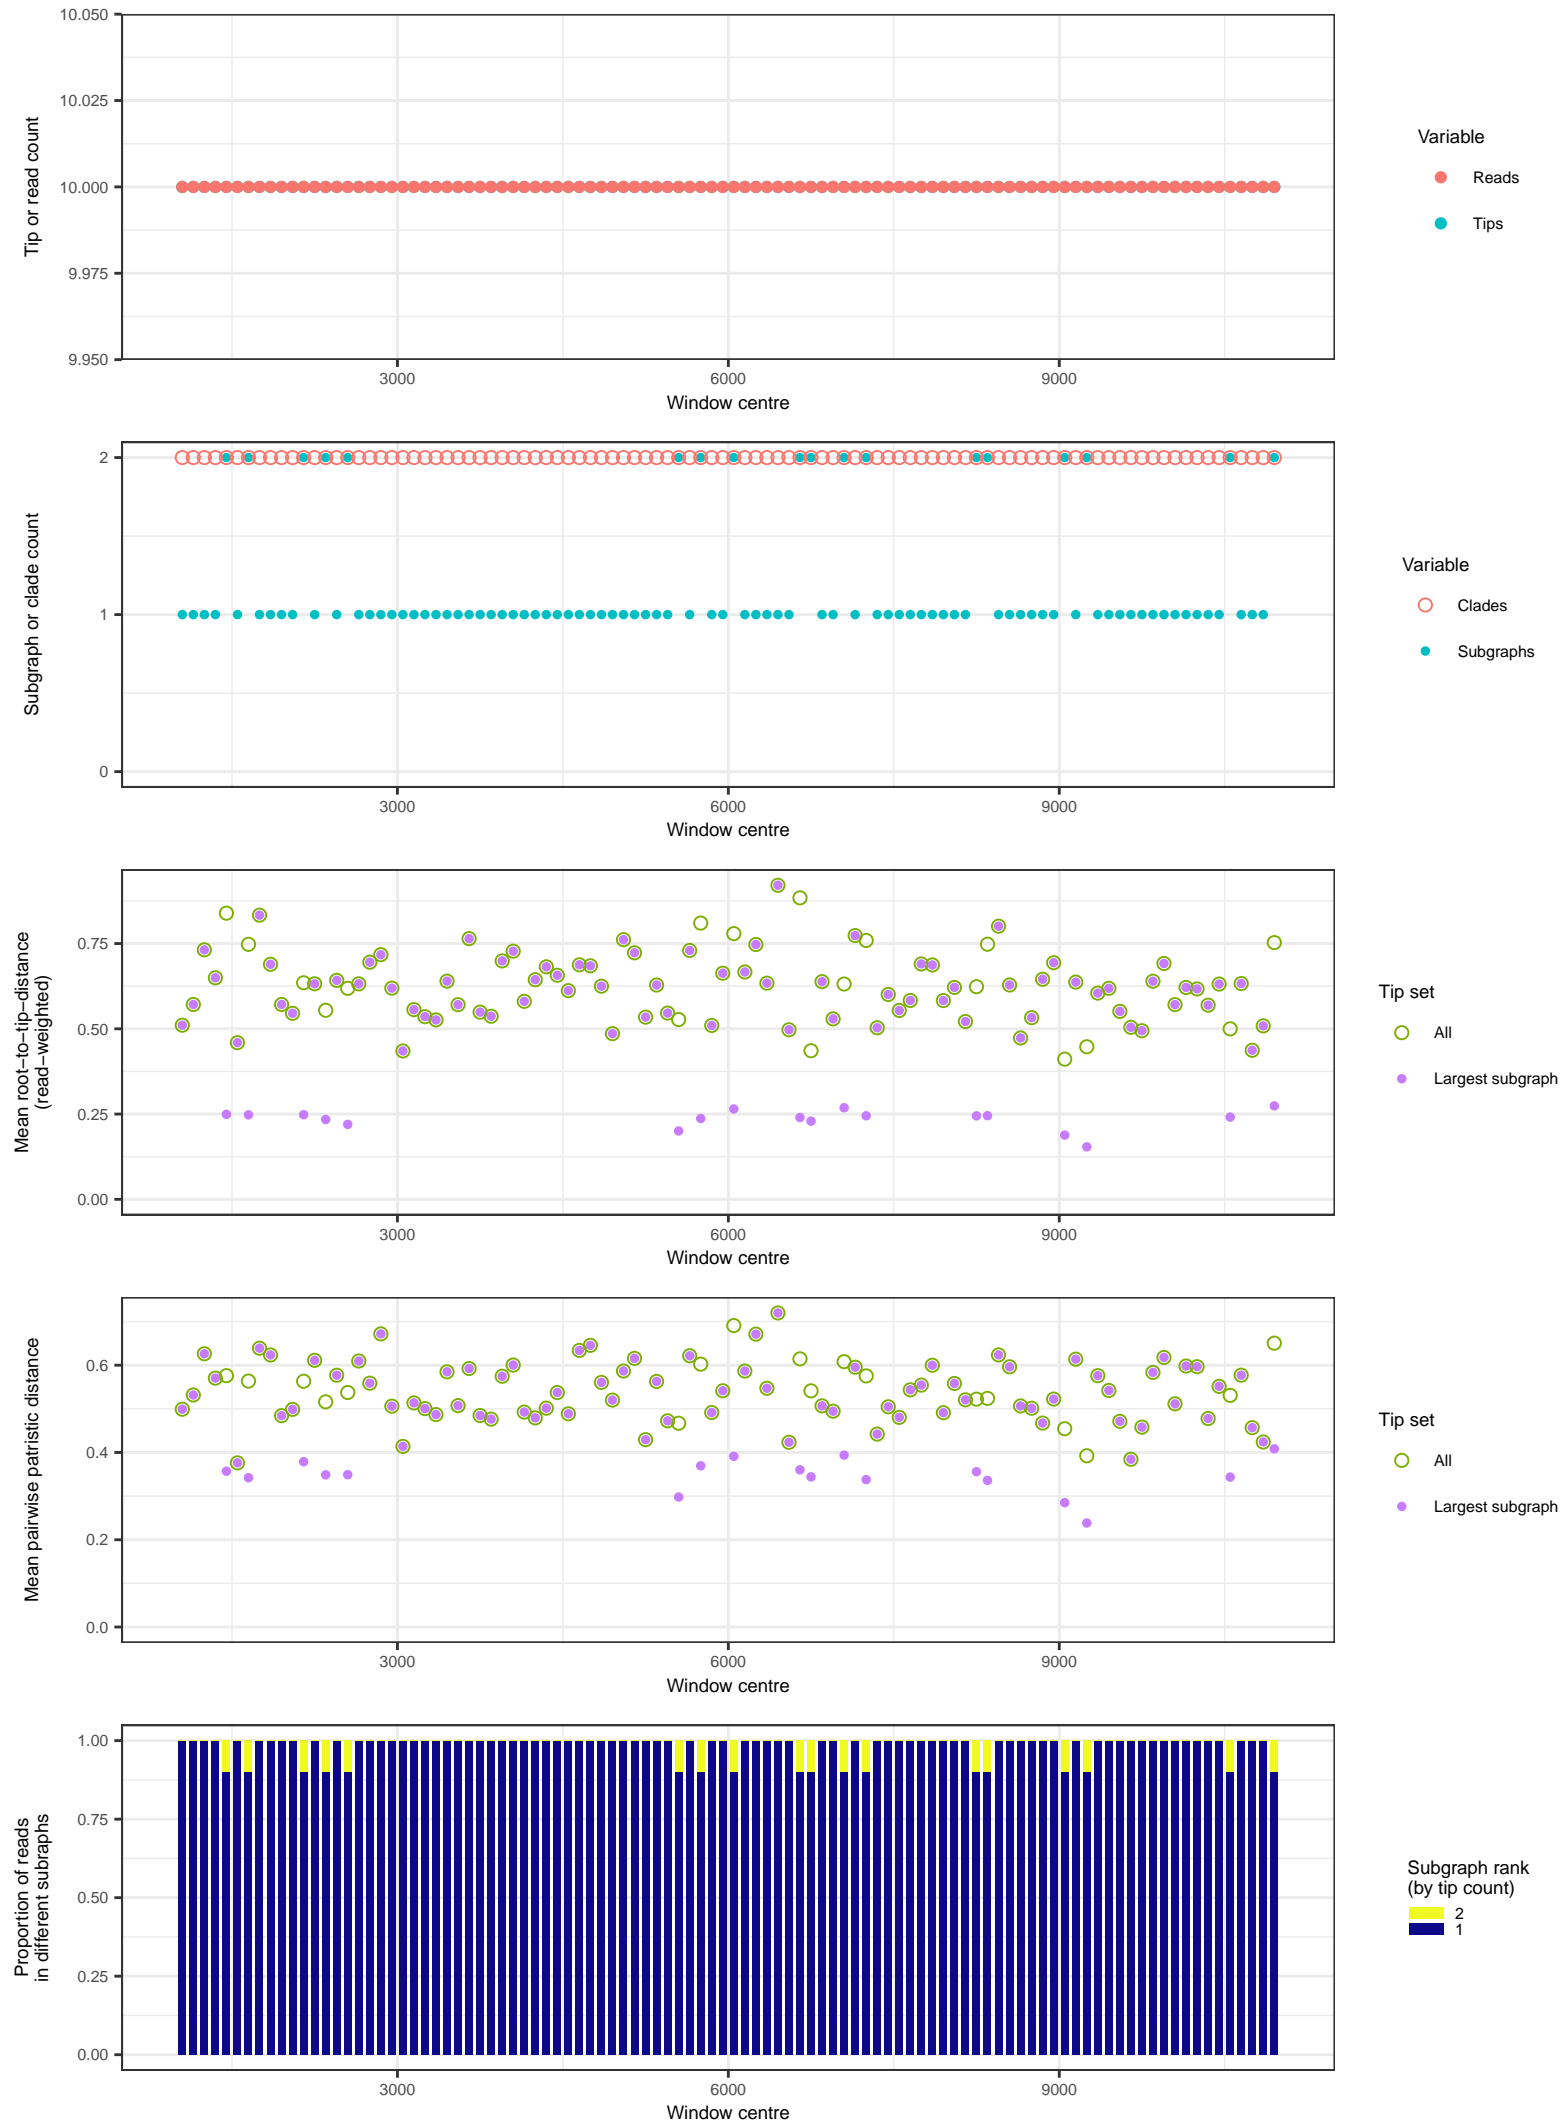 10.050
10.025
10.000
9.975
9.950
Tip or read count
3000 6000 9000
Window centre
Variable
Reads
Tips
2
1
0
Subgraph or clade count
3000 6000 9000
Window centre
Variable
Clades
Subgraphs
0.75
0.50
0.25
0.00
Mean root−to−tip−distance
(read−weighted)
3000 6000 9000
Window centre
Tip set
All
Largest subgraph
0.6
0.4
0.2
0.0
Mean pairwise patristic distance
3000 6000 9000
Window centre
Tip set
All
Largest subgraph
1.00
0.75
0.50
0.25
0.00
Proportion of reads
in different subraphs
3000 6000 9000
Window centre
Subgraph rank
(by tip count)
2
1